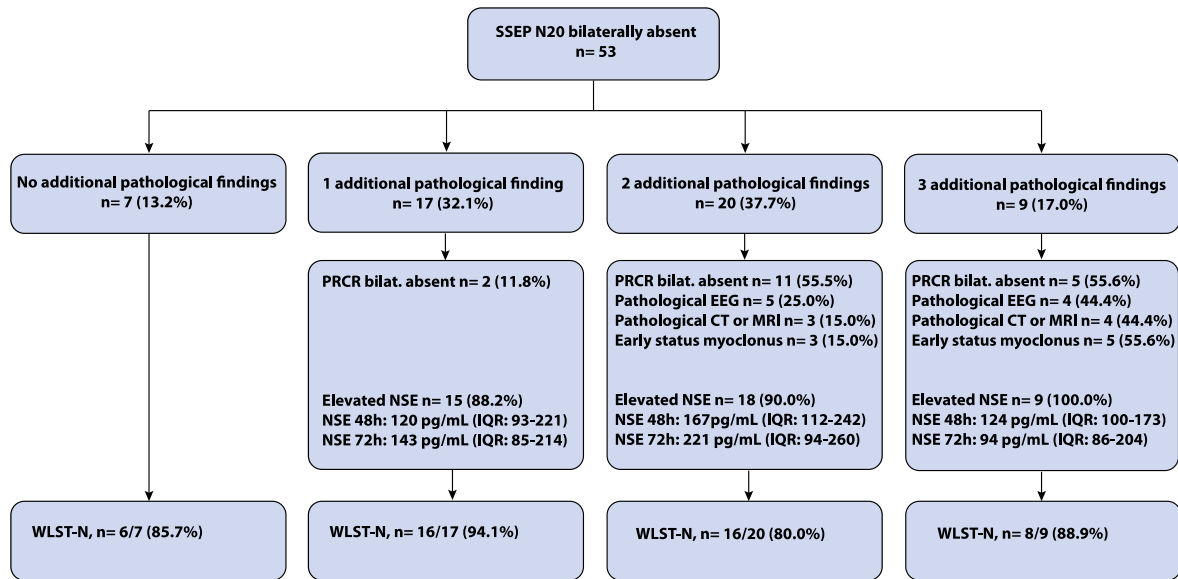 SSEP N20 bilaterally absent
n= 53
No additional pathological findings
n= 7 (13.2%)
1 additional pathological finding
n= 17 (32.1%)
2 additional pathological findings
n= 20 (37.7%)
3 additional pathological findings
n= 9 (17.0%)
PRCR bilat. absent n= 2 (11.8%)
Elevated NSE n= 15 (88.2%)
NSE 48h: 120 pg/mL (IQR: 93-221)
NSE 72h: 143 pg/mL (IQR: 85-214)
PRCR bilat. absent n= 11 (55.5%)
Pathological EEG n= 5 (25.0%)
Pathological CT or MRI n= 3 (15.0%)
Early status myoclonus n= 3 (15.0%)
Elevated NSE n= 18 (90.0%)
NSE 48h: 167pg/mL (IQR: 112-242)
NSE 72h: 221 pg/mL (IQR: 94-260)
PRCR bilat. absent n= 5 (55.6%)
Pathological EEG n= 4 (44.4%)
Pathological CT or MRI n= 4 (44.4%)
Early status myoclonus n= 5 (55.6%)
Elevated NSE n= 9 (100.0%)
NSE 48h: 124 pg/mL (IQR: 100-173)
NSE 72h: 94 pg/mL (IQR: 86-204)
WLST-N, n= 6/7 (85.7%)
WLST-N, n= 16/17 (94.1%)
WLST-N, n= 16/20 (80.0%)
WLST-N, n= 8/9 (88.9%)